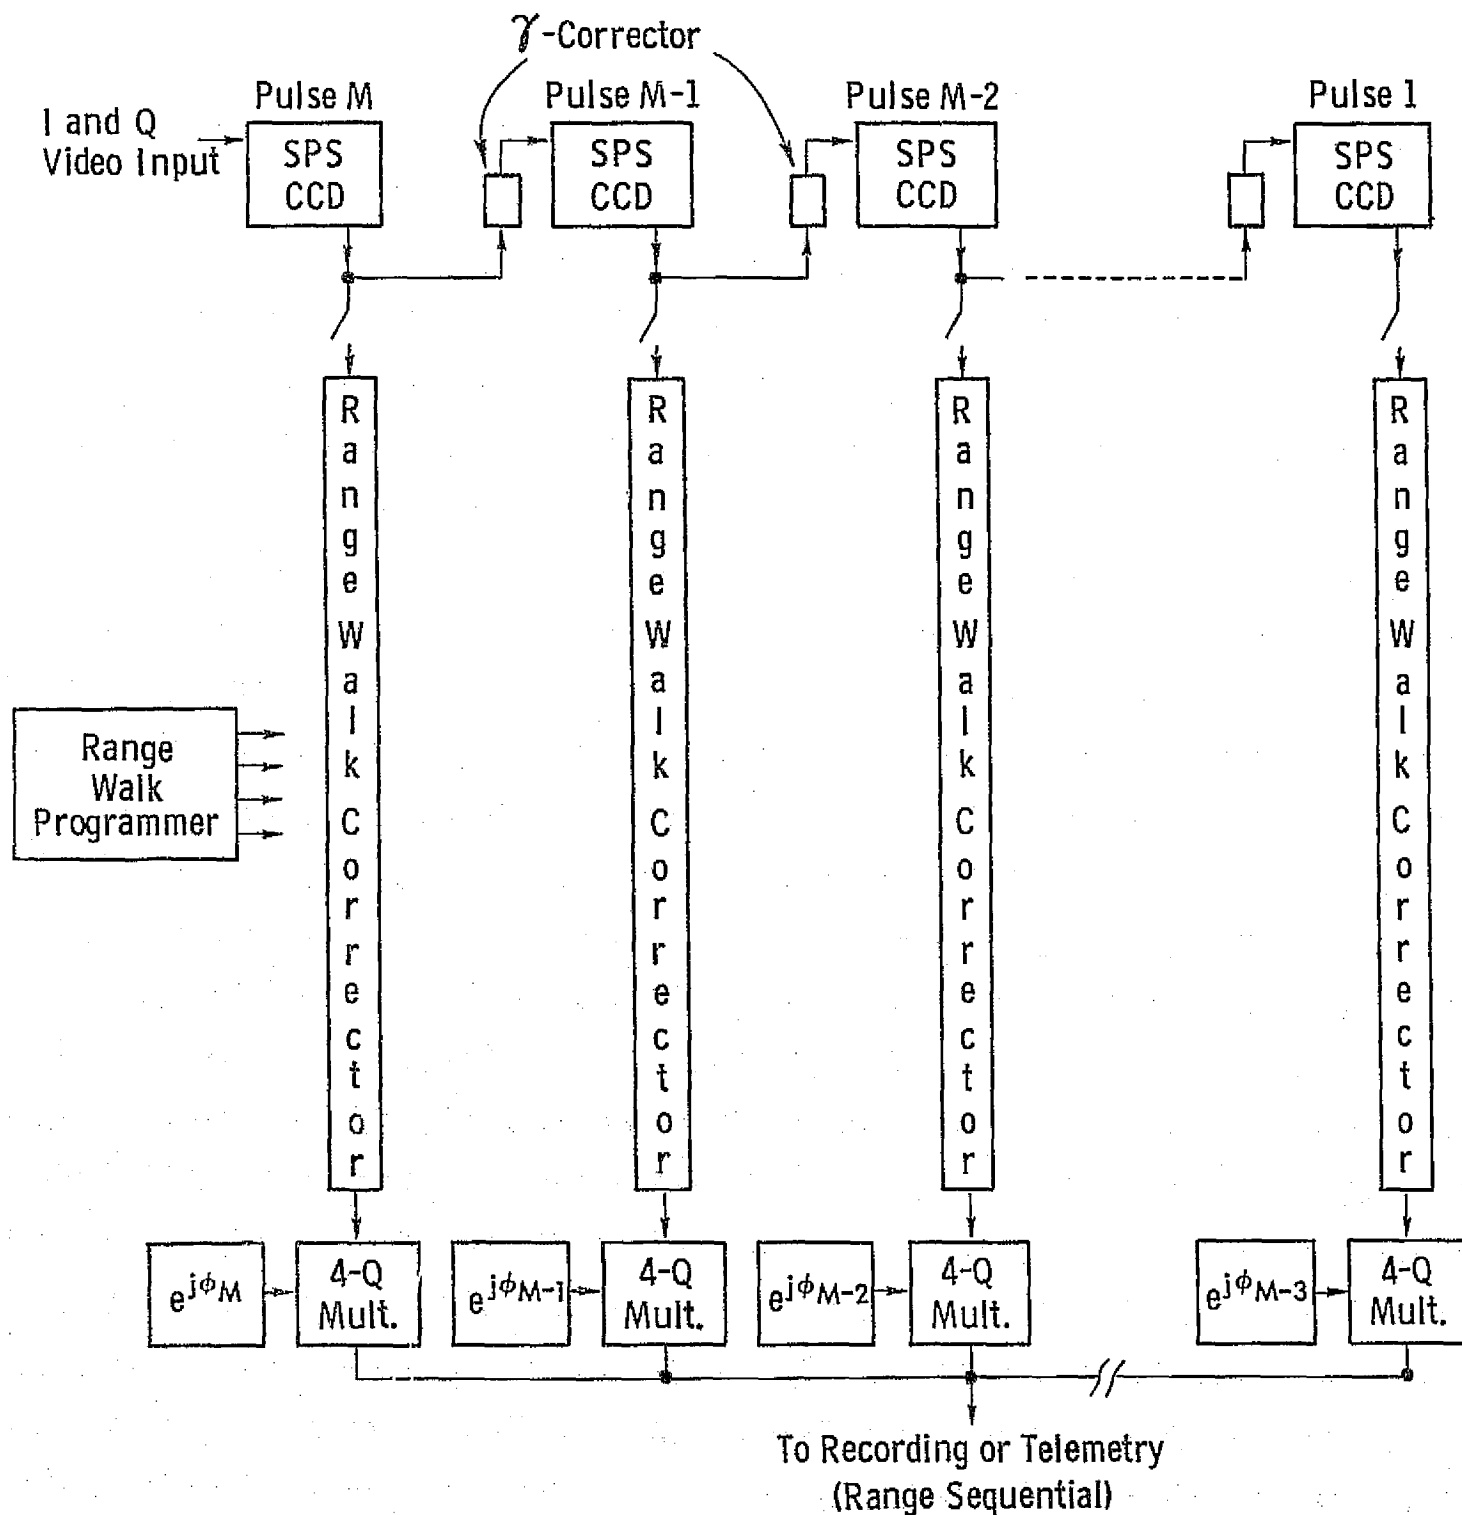 𝛾-Corrector
Pulse M
Pulse M-1
Pulse M-2
Pulse 1
I and Q
Video Input
SPS
CCD
SPS
CCD
SPS
CCD
SPS
CCD
Range Walk Corrector
Range Walk Corrector
Range Walk Corrector
Range Walk Corrector
Range
Walk
Programmer
e^jϕM
4-Q
Mult.
e^jϕM-1
4-Q
Mult.
e^jϕM-2
4-Q
Mult.
e^jϕM-3
4-Q
Mult.
To Recording or Telemetry
(Range Sequential)